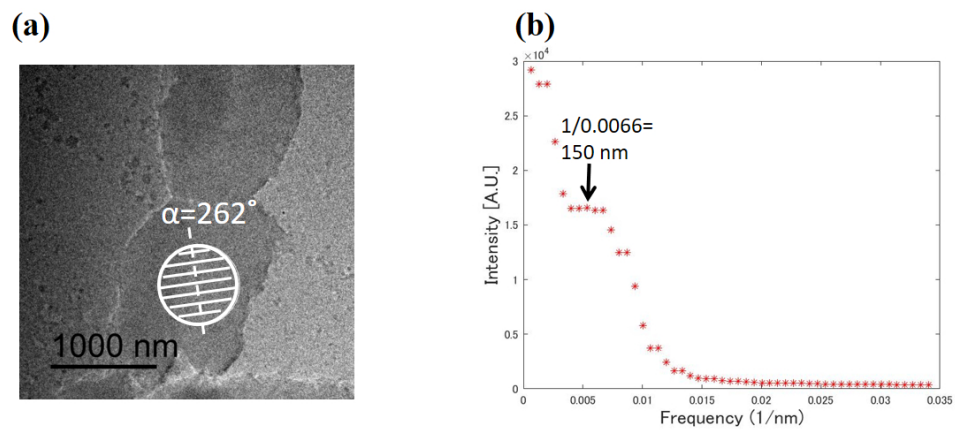 (a)
(b)
α=262°
1000 nm
×10⁴
3
2.5
2
1.5
1
0.5
0
Intensity [A.U.]
1/0.0066=
150 nm
0
0.005
0.01
0.015
0.02
0.025
0.03
0.035
Frequency (1/nm)